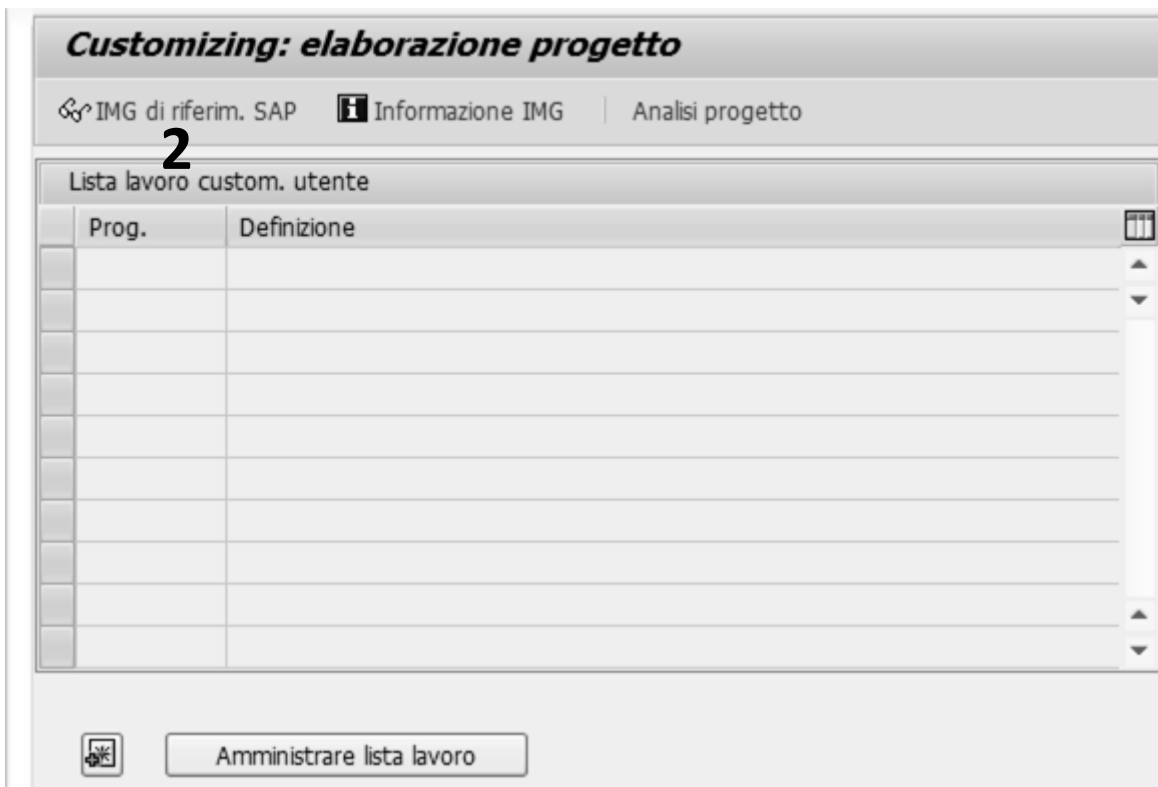 Customizing: elaborazione progetto
IMG di riferim. SAP Informazione IMG Analisi progetto
2
Lista lavoro custom. utente
Prog. Definizione
Amministrare lista lavoro